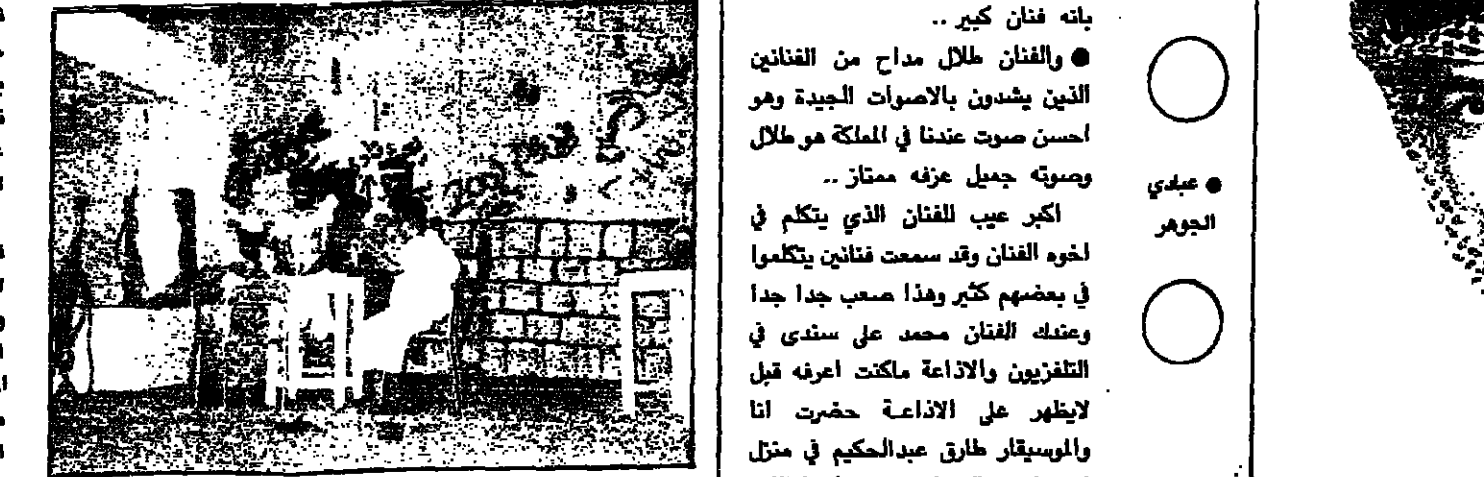 بانه فنان كبير ..
● والفنان طلال مداح من الفنانين
الذين يشدون بالاصوات الجيدة وهو
احسن صوت عندنا في المملكة هو طلال
وصوته جميل عزفه ممتاز ..
اكبر عيب للفنان الذي يتكلم في
اخوه الفنان وقد سمعت فنانين يتكلموا
في بعضهم كثير وهذا صعب جدا جدا
وعندك الفنان محمد على سندى في
التلفزيون والاذاعة ماكنت اعرفه قبل
لايظهر على الاذاعة حضرت انا
والموسيقار طارق عبدالحكيم في منزل
● عبادي
الجوهر